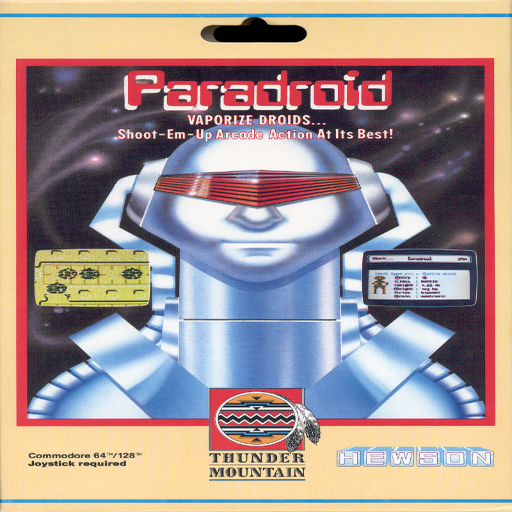 Paradroid
VAPORIZE DROIDS...
Shoot-Em-Up Arcade Action At Its Best!
THUNDER
MOUNTAIN
Commodore 64™/128™
Joystick required
HEWSON